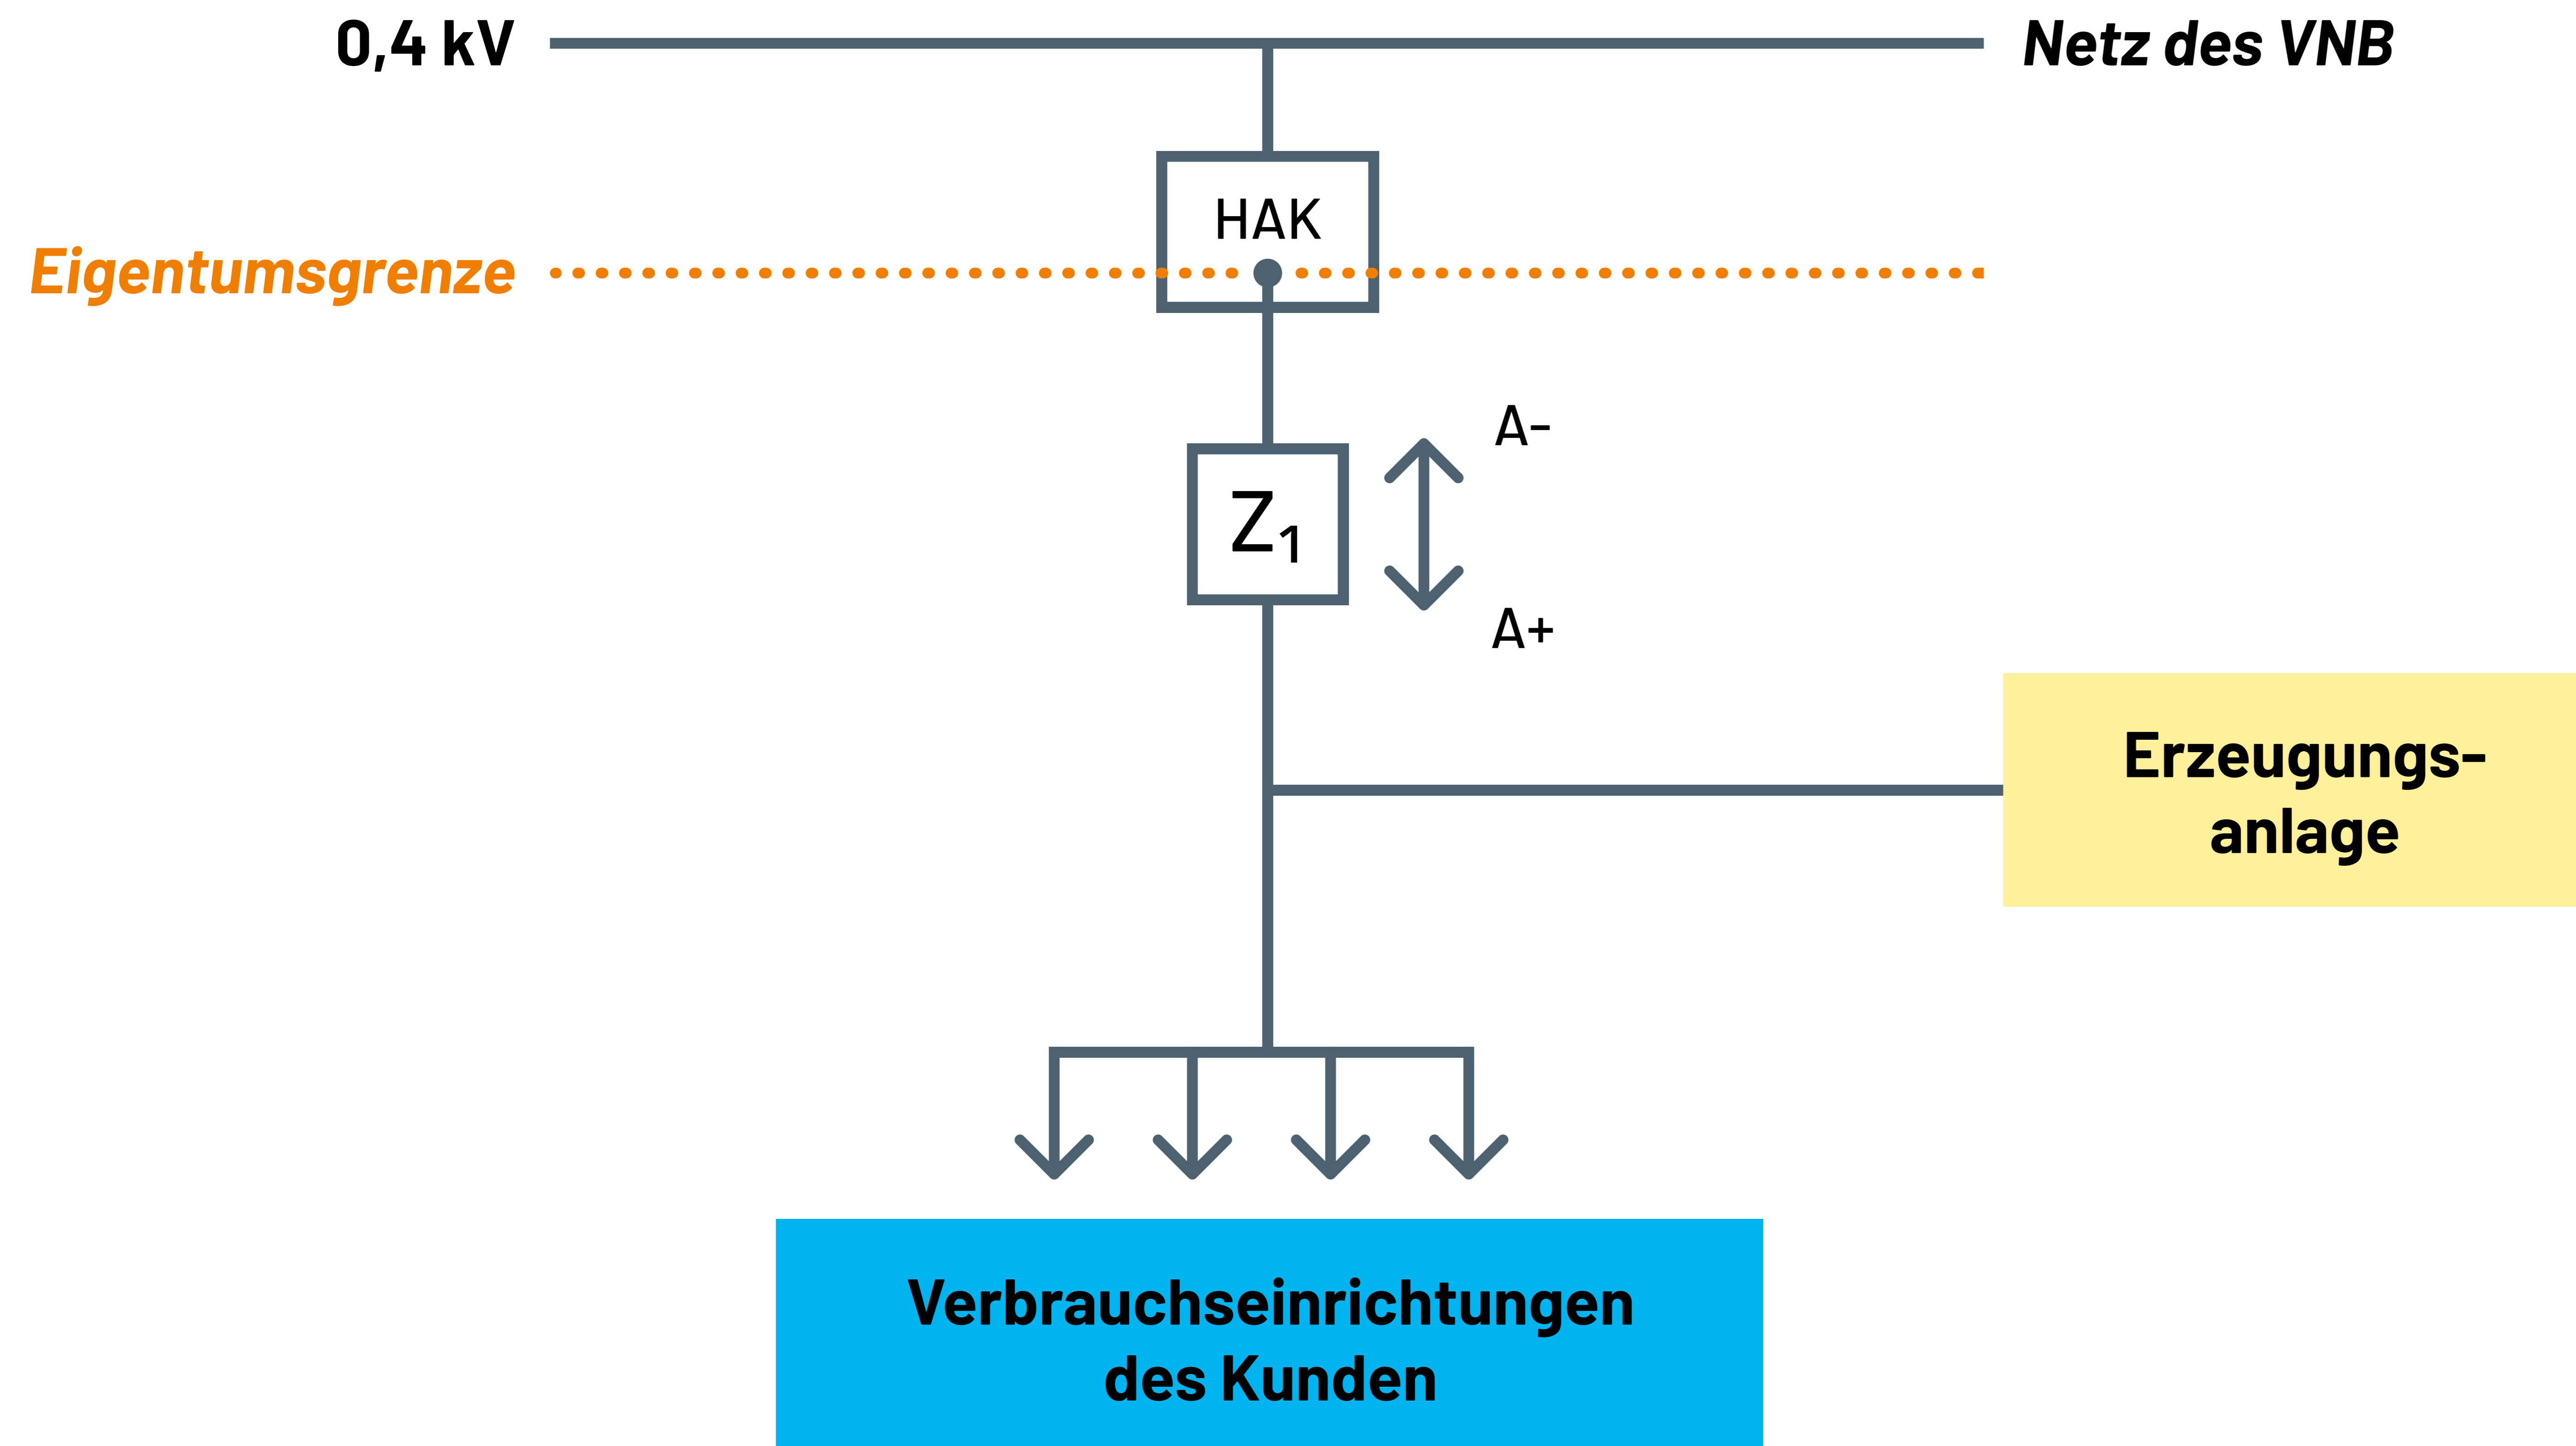 0,4 kV
Netz des VNB
HAK
Eigentumsgrenze
A-
Z₁
A+
Erzeugungs-
anlage
Verbrauchseinrichtungen
des Kunden